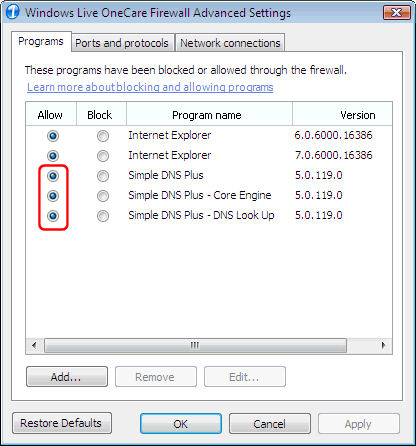 Windows Live OneCare Firewall Advanced Settings
Programs Ports and protocols Network connections
These programs have been blocked or allowed through the firewall.
Learn more about blocking and allowing programs
Allow Block Program name Version
Internet Explorer 6.0.6000.16386
Internet Explorer 7.0.6000.16386
Simple DNS Plus 5.0.119.0
Simple DNS Plus - Core Engine 5.0.119.0
Simple DNS Plus - DNS Look Up 5.0.119.0
Add... Remove Edit...
Restore Defaults OK Cancel Apply